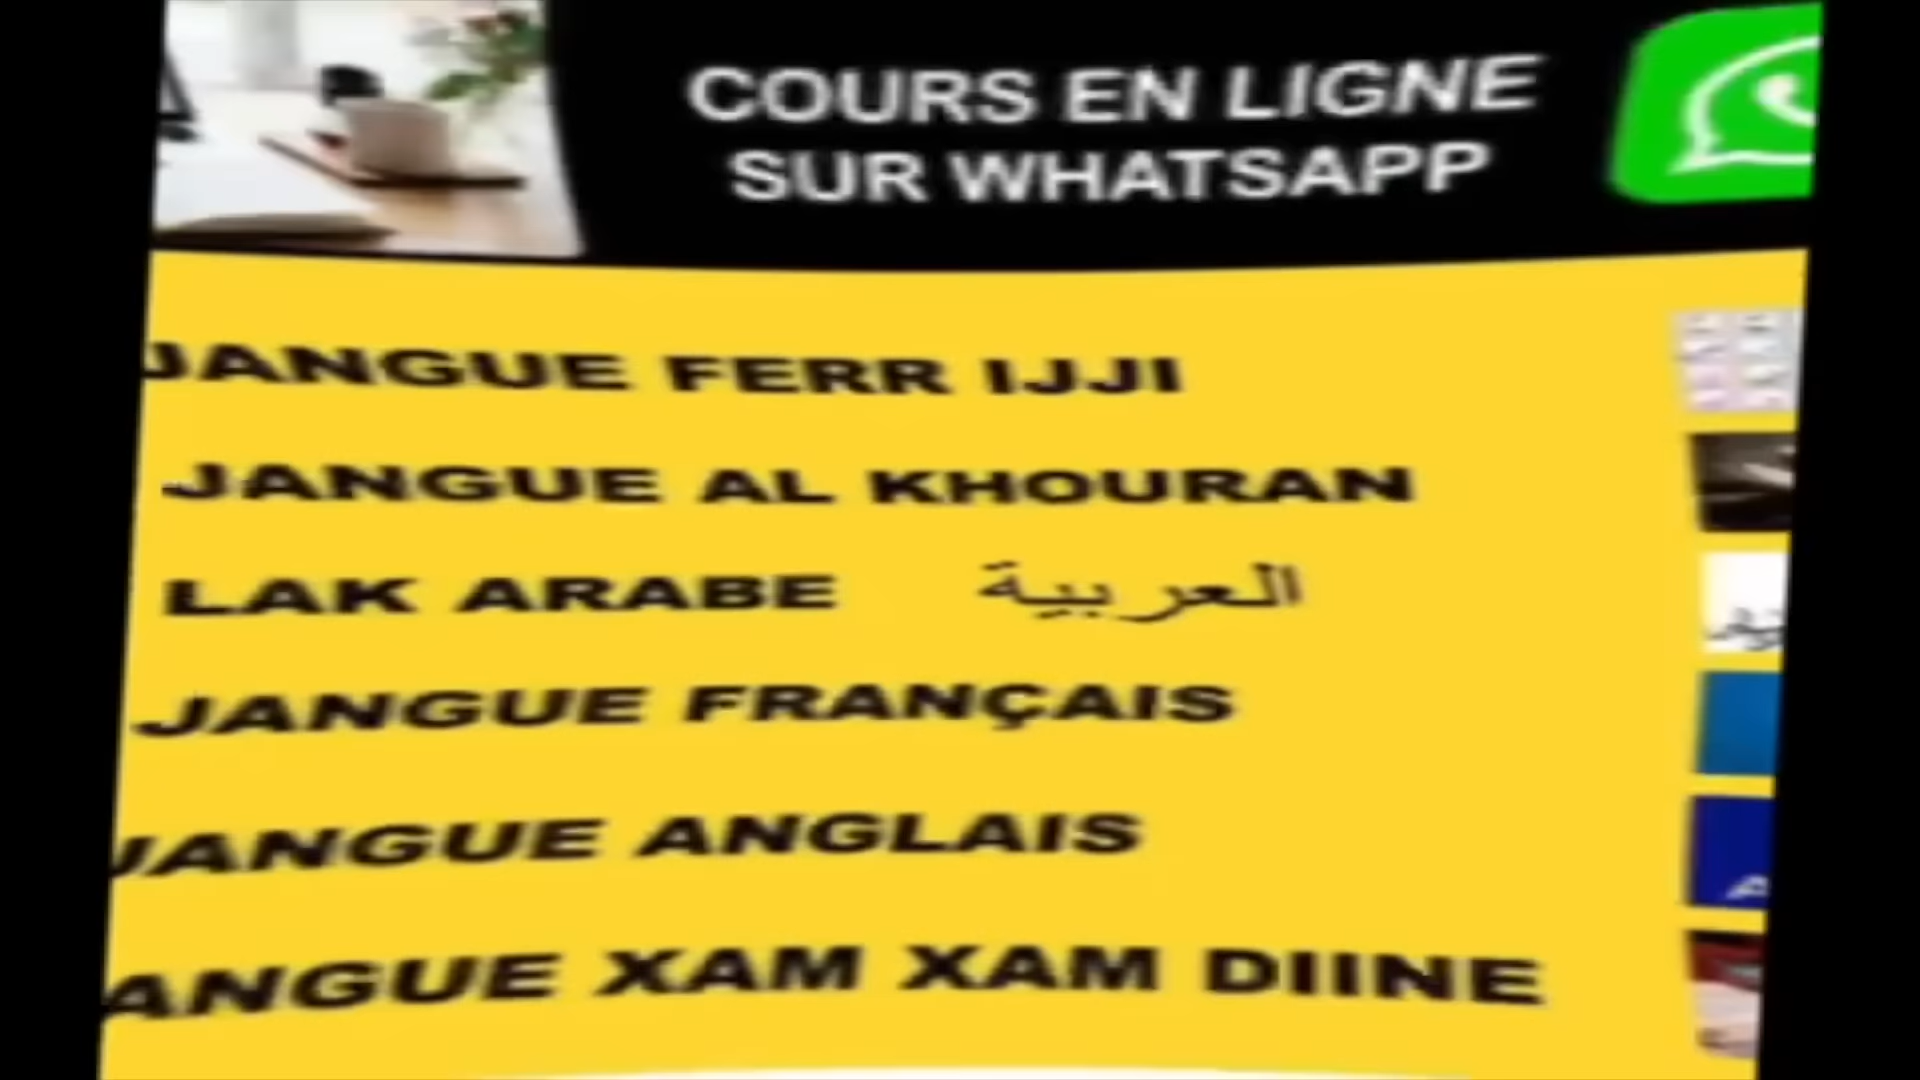 COURS EN LIGNE
SUR WHATSAPP
JANGUE FERR IJJI
JANGUE AL KHOURAN
LAK ARABE العربية
JANGUE FRANÇAIS
JANGUE ANGLAIS
ANGUE XAM XAM DIINE